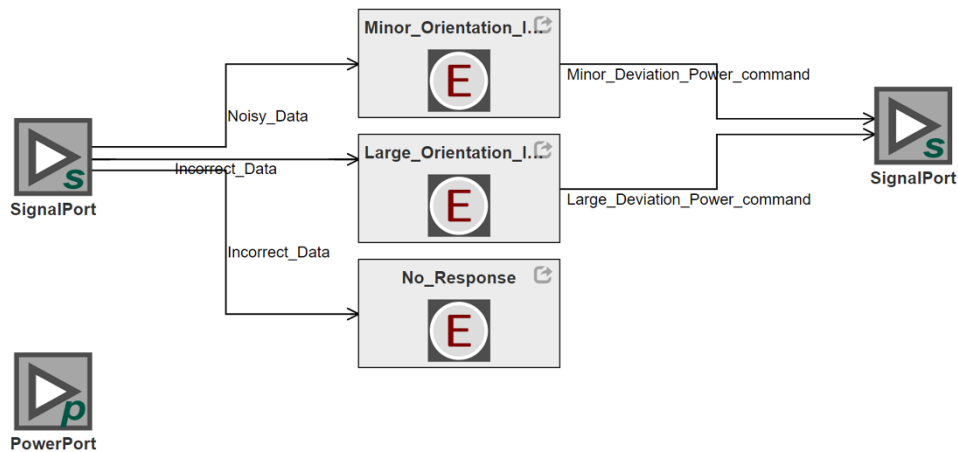 Minor_Orientation_I...
E
Minor_Deviation_Power_command
Noisy_Data
s
SignalPort
Large_Orientation_I...
E
Incorrect_Data
Large_Deviation_Power_command
s
SignalPort
Incorrect_Data
No_Response
E
p
PowerPort